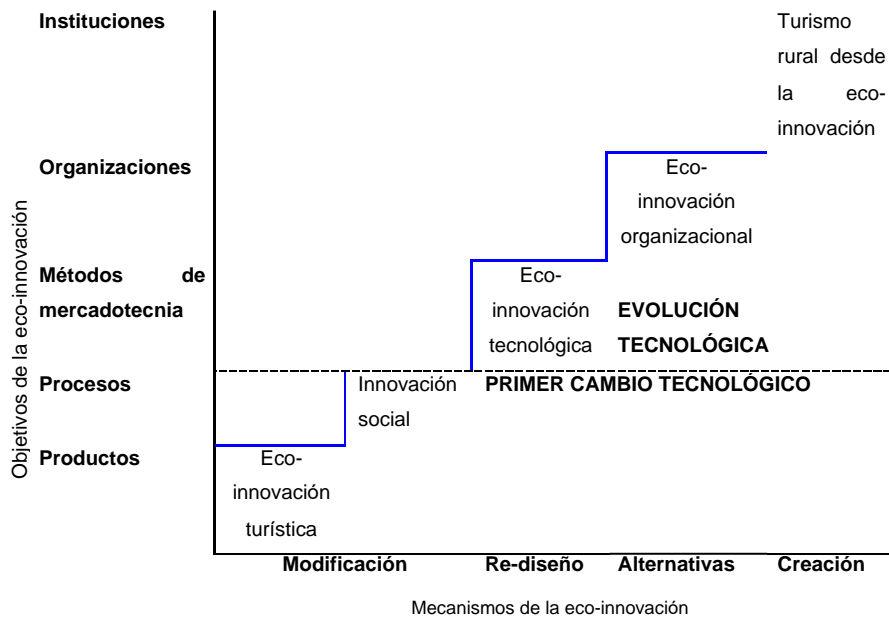 Instituciones
Turismo
rural desde
la eco-
innovación
Organizaciones
Eco-
innovación
organizacional
Objetivos de la eco-innovación
Métodos de
mercadotecnia
Eco-
innovación
tecnológica
EVOLUCIÓN
TECNOLÓGICA
Procesos
Innovación
social
PRIMER CAMBIO TECNOLÓGICO
Productos
Eco-
innovación
turística
Modificación
Re-diseño
Alternativas
Creación
Mecanismos de la eco-innovación